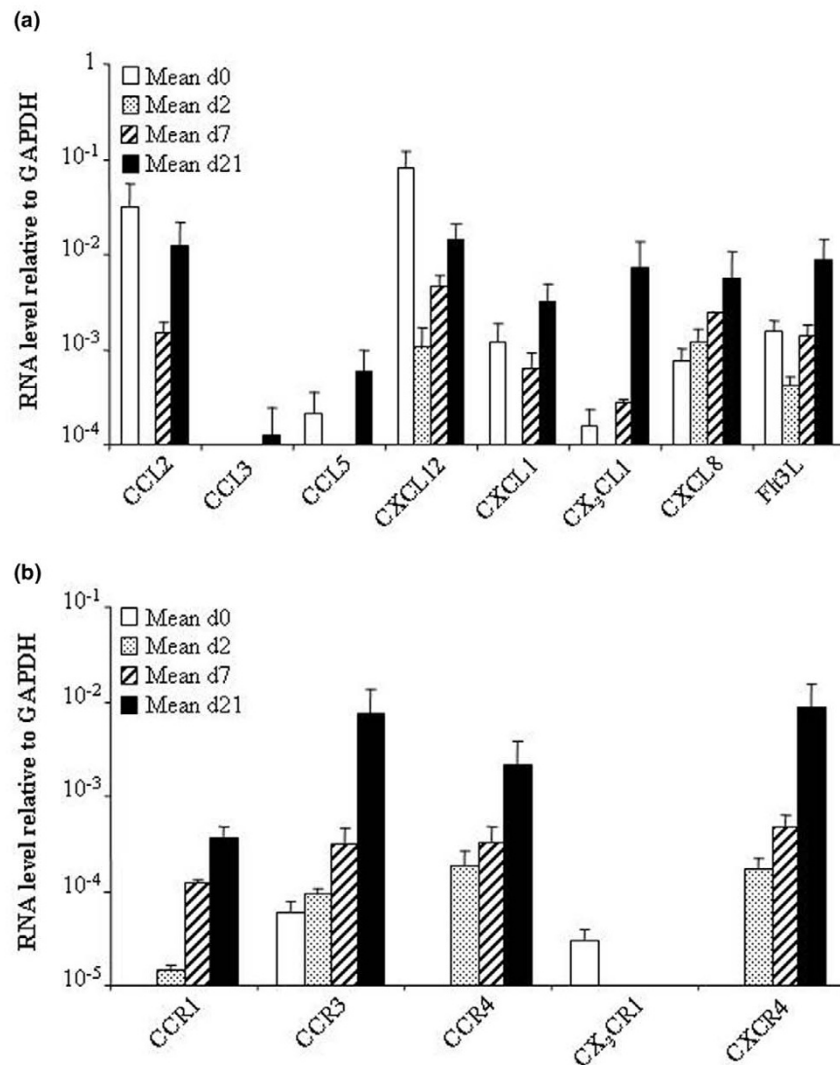 (a)
RNA level relative to GAPDH
1
10-1
10-2
10-3
10-4
Mean d0
Mean d2
Mean d7
Mean d21
CCL2
CCL3
CCL5
CXCL12
CXCL1
CX3CL1
CXCL8
Flt3L
(b)
RNA level relative to GAPDH
10-1
10-2
10-3
10-4
10-5
Mean d0
Mean d2
Mean d7
Mean d21
CCR1
CCR3
CCR4
CX3CR1
CXCR4